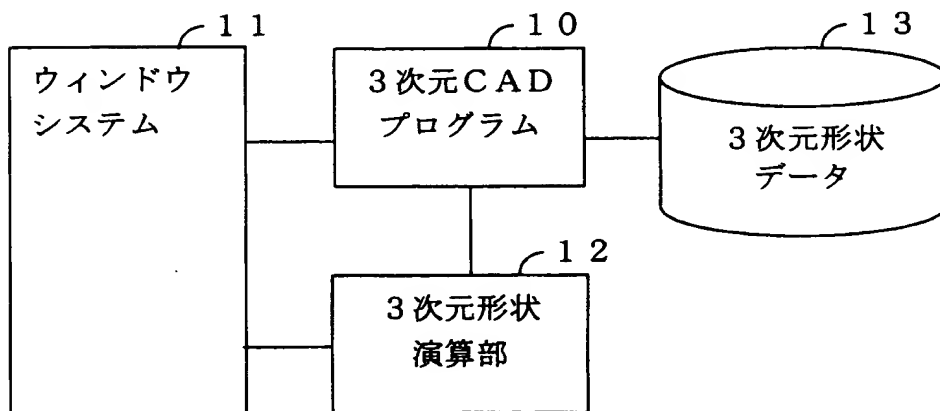 １１
ウィンドウ
システム
１０
３次元ＣＡＤ
プログラム
１３
３次元形状
データ
１２
３次元形状
演算部